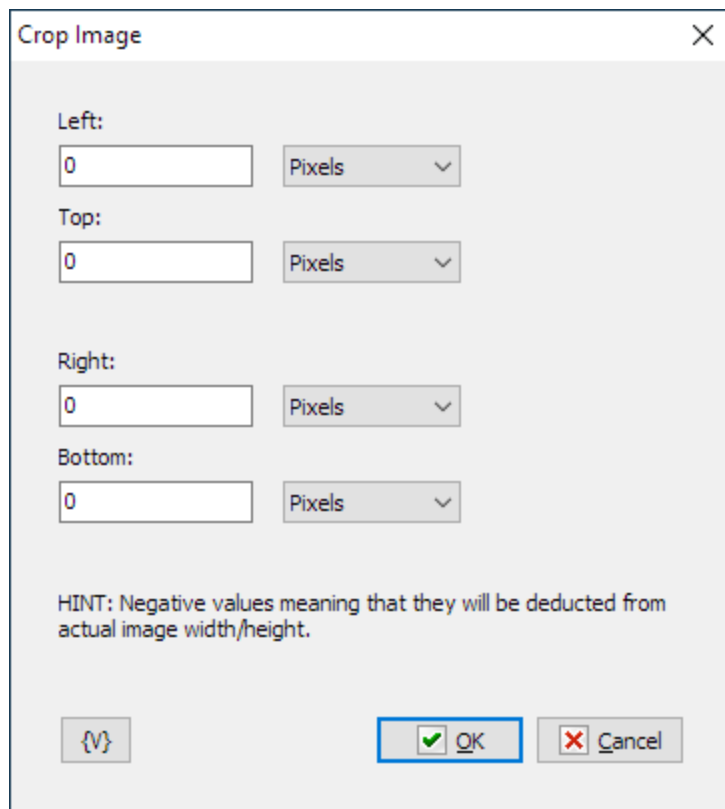 Crop Image
Left:
0 Pixels
Top:
0 Pixels
Right:
0 Pixels
Bottom:
0 Pixels
HINT: Negative values meaning that they will be deducted from
actual image width/height.
{V} OK Cancel